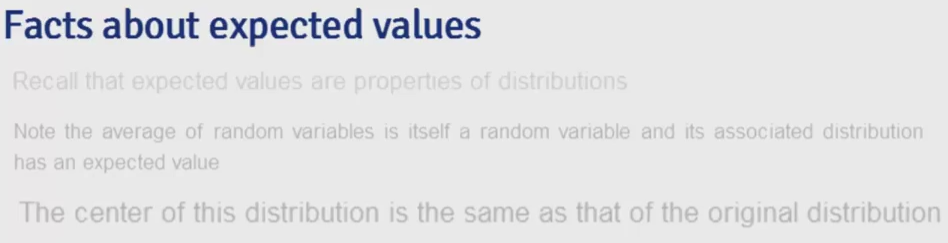 Facts about expected values
Recall that expected values are properties of distributions
Note the average of random variables is itself a random variable and its associated distribution
has an expected value
The center of this distribution is the same as that of the original distribution